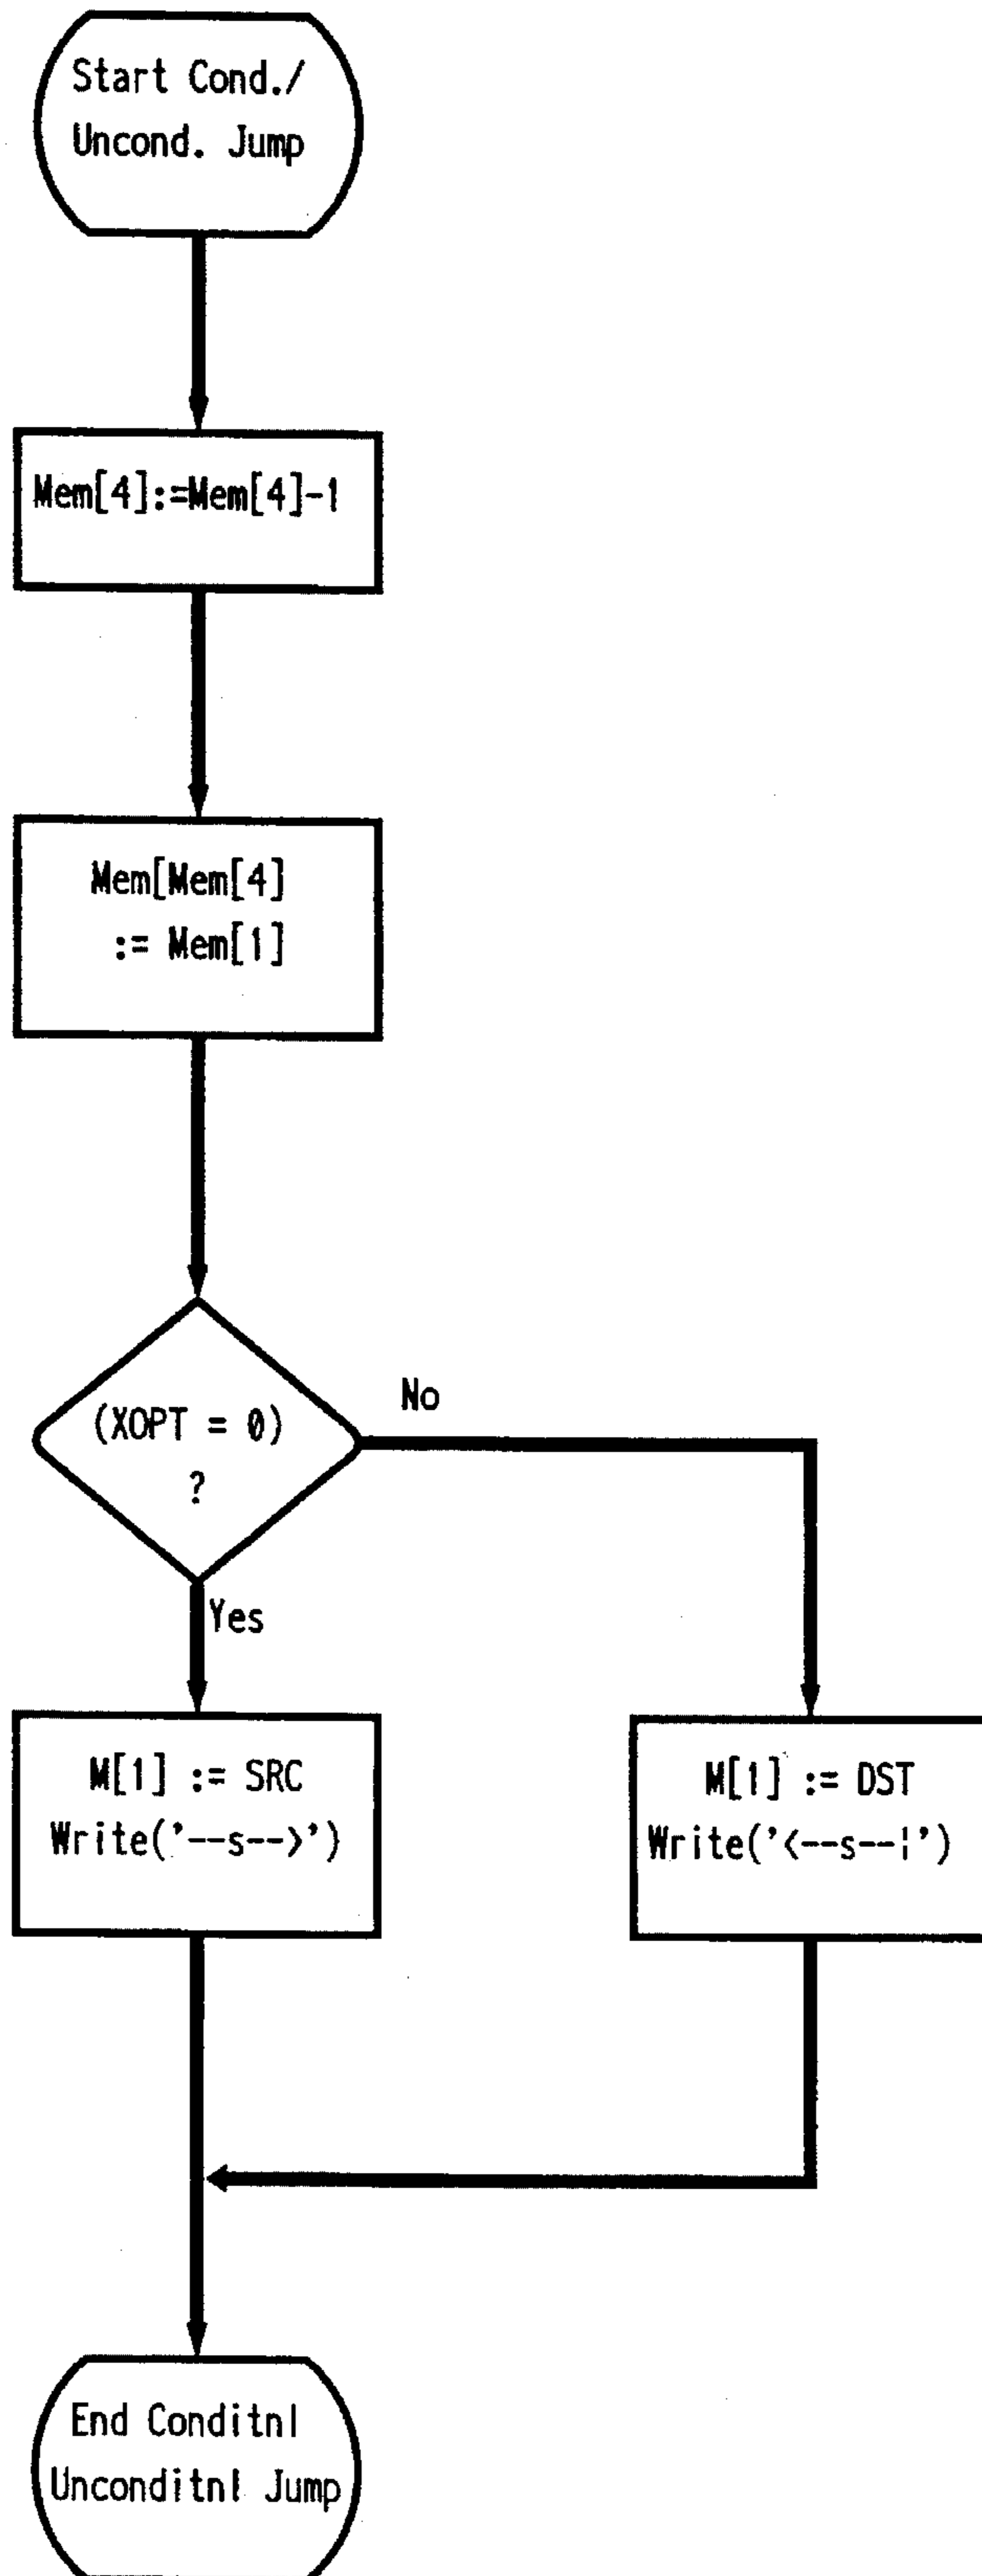 Start Cond./
Uncond. Jump
Mem[4]:=Mem[4]-1
Mem[Mem[4]
:= Mem[1]
(XOPT = 0)
?
No
Yes
M[1] := SRC
Write('--s-->')
M[1] := DST
Write('<--s--¦')
End Conditnl
Unconditnl Jump